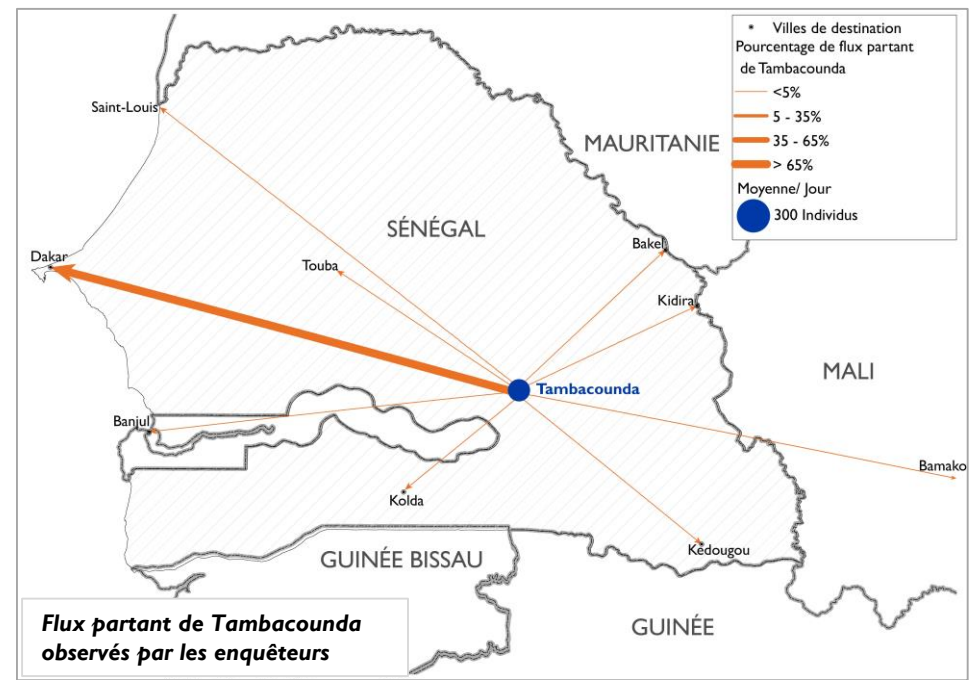 Villes de destination
Pourcentage de flux partant
de Tambacounda
<5%
5 - 35%
35 - 65%
> 65%
Moyenne/ Jour
300 Individus
Saint-Louis
MAURITANIE
SÉNÉGAL
Bakel
Dakar
Touba
Kidira
MALI
Tambacounda
Banjul
Bamako
Kolda
Kédougou
GUINÉE BISSAU
GUINÉE
Flux partant de Tambacounda
observés par les enquêteurs